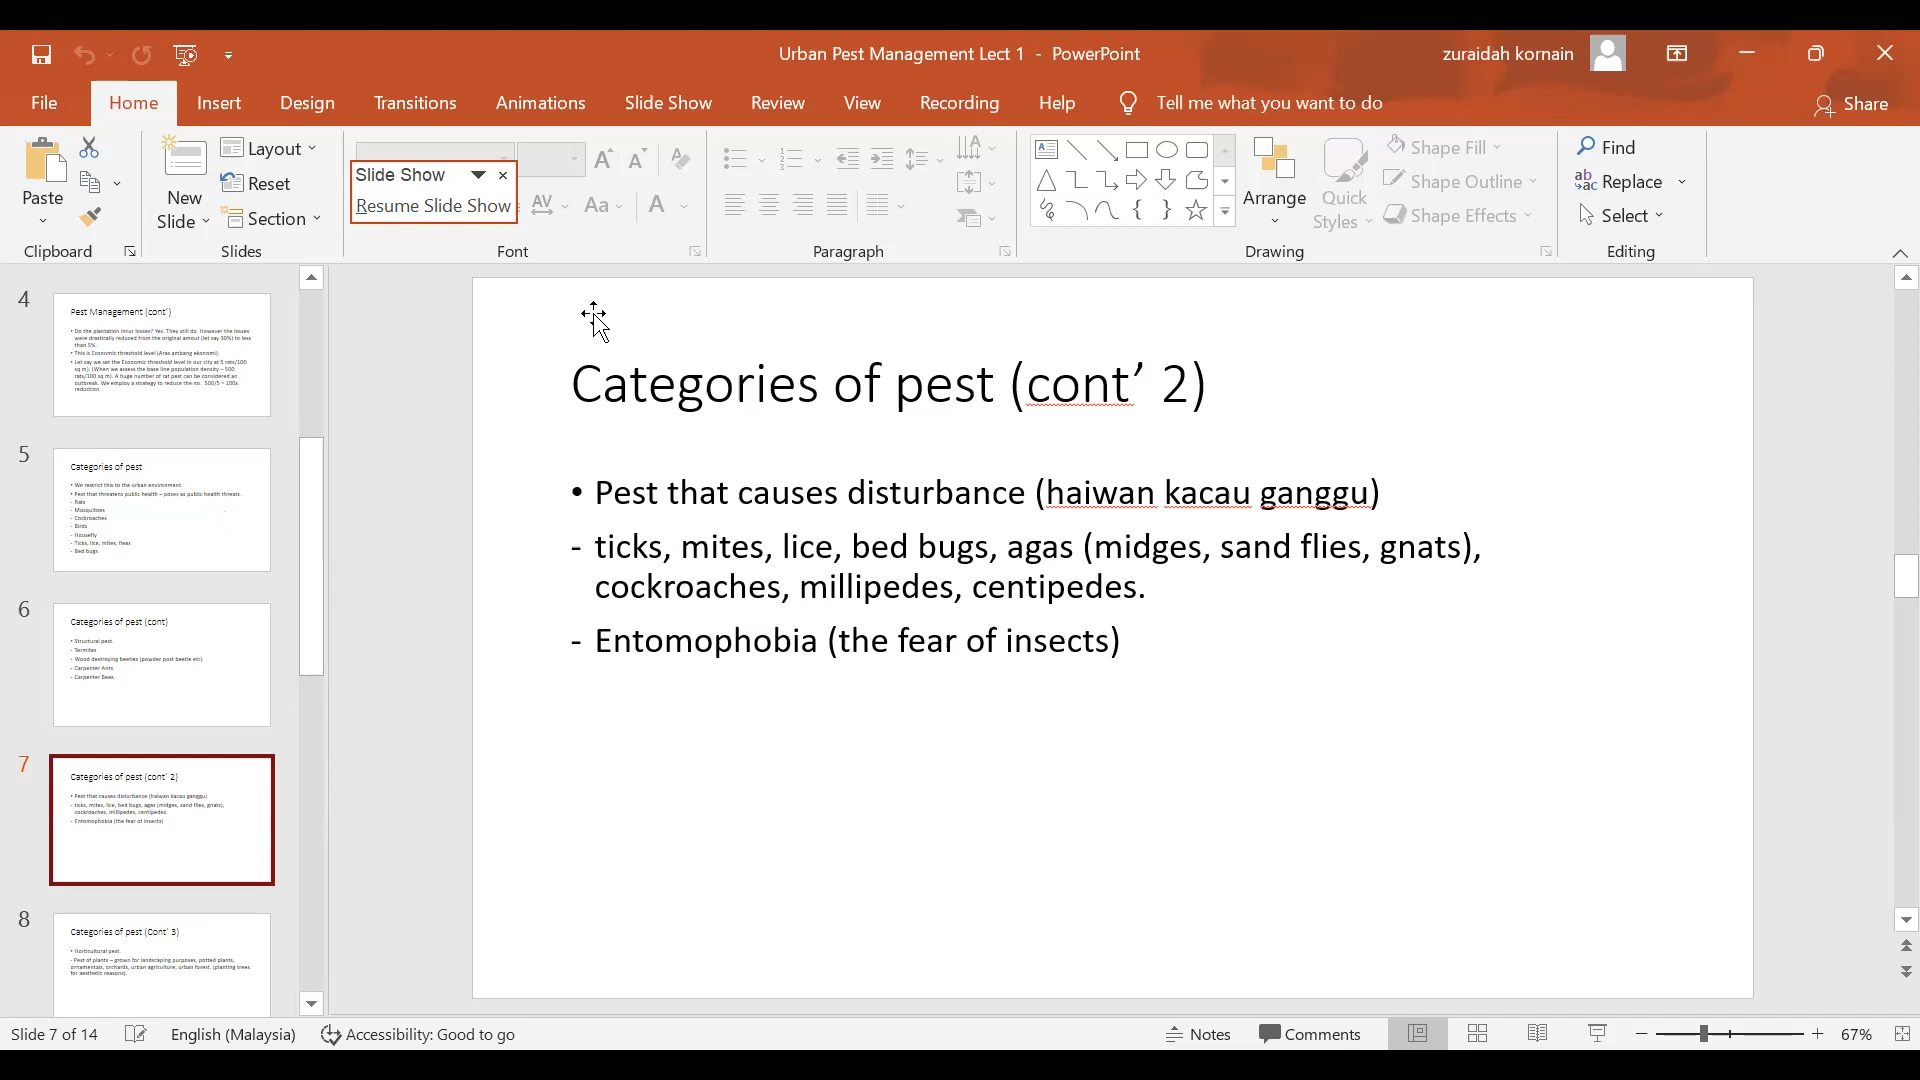 Urban Pest Management Lect 1 - PowerPoint
zuraidah kornain
File
Home
Insert
Design
Transitions
Animations
Slide Show
Review
View
Recording
Help
Tell me what you want to do
Share
Paste
New
Slide
Layout
Reset
Section
Slide Show
Resume Slide Show
AV
Aa
A
Arrange
Quick
Styles
Shape Fill
Shape Outline
Shape Effects
Find
Replace
Select
Clipboard
Slides
Font
Paragraph
Drawing
Editing
4
Pest Management (cont')
• Do the plantation incur losses? Yes. They still do. However the losses
were drastically reduced from the original amout (let say 30%) to less
than 5%.
• This is Economic threshold level (Aras ambang ekonomi).
• Let say we set the Economic threshold level in our city at 5 rats/100
sq m). (When we assess the base line population density – 500
rats/100 sq m). A huge number of rat pest can be considered an
outbreak. We employ a strategy to reduce the no. 500/5 = 100x
reduction.
5
Categories of pest
• We restrict this to the urban environment.
• Pest that threatens public health – poses as public health threats.
- Rats
- Mosquitoes
- Cockroaches
- Birds
- Housefly
- Ticks, lice, mites, fleas
- Bed bugs
6
Categories of pest (cont)
• Structural pest.
- Termites
- Wood destroying beetles (powder post beetle etc)
- Carpenter Ants
- Carpenter Bees.
7
Categories of pest (cont' 2)
• Pest that causes disturbance (haiwan kacau ganggu)
- ticks, mites, lice, bed bugs, agas (midges, sand flies, gnats),
cockroaches, millipedes, centipedes.
- Entomophobia (the fear of insects)
8
Categories of pest (Cont' 3)
• Horticultural pest.
- Pest of plants – grown for landscaping purposes, potted plants,
ornamentals, orchards, urban agriculture, urban forest. (planting trees
for aesthetic reasons).
Categories of pest (cont’ 2)
• Pest that causes disturbance (haiwan kacau ganggu)
- ticks, mites, lice, bed bugs, agas (midges, sand flies, gnats),
cockroaches, millipedes, centipedes.
- Entomophobia (the fear of insects)
Slide 7 of 14
English (Malaysia)
Accessibility: Good to go
Notes
Comments
67%